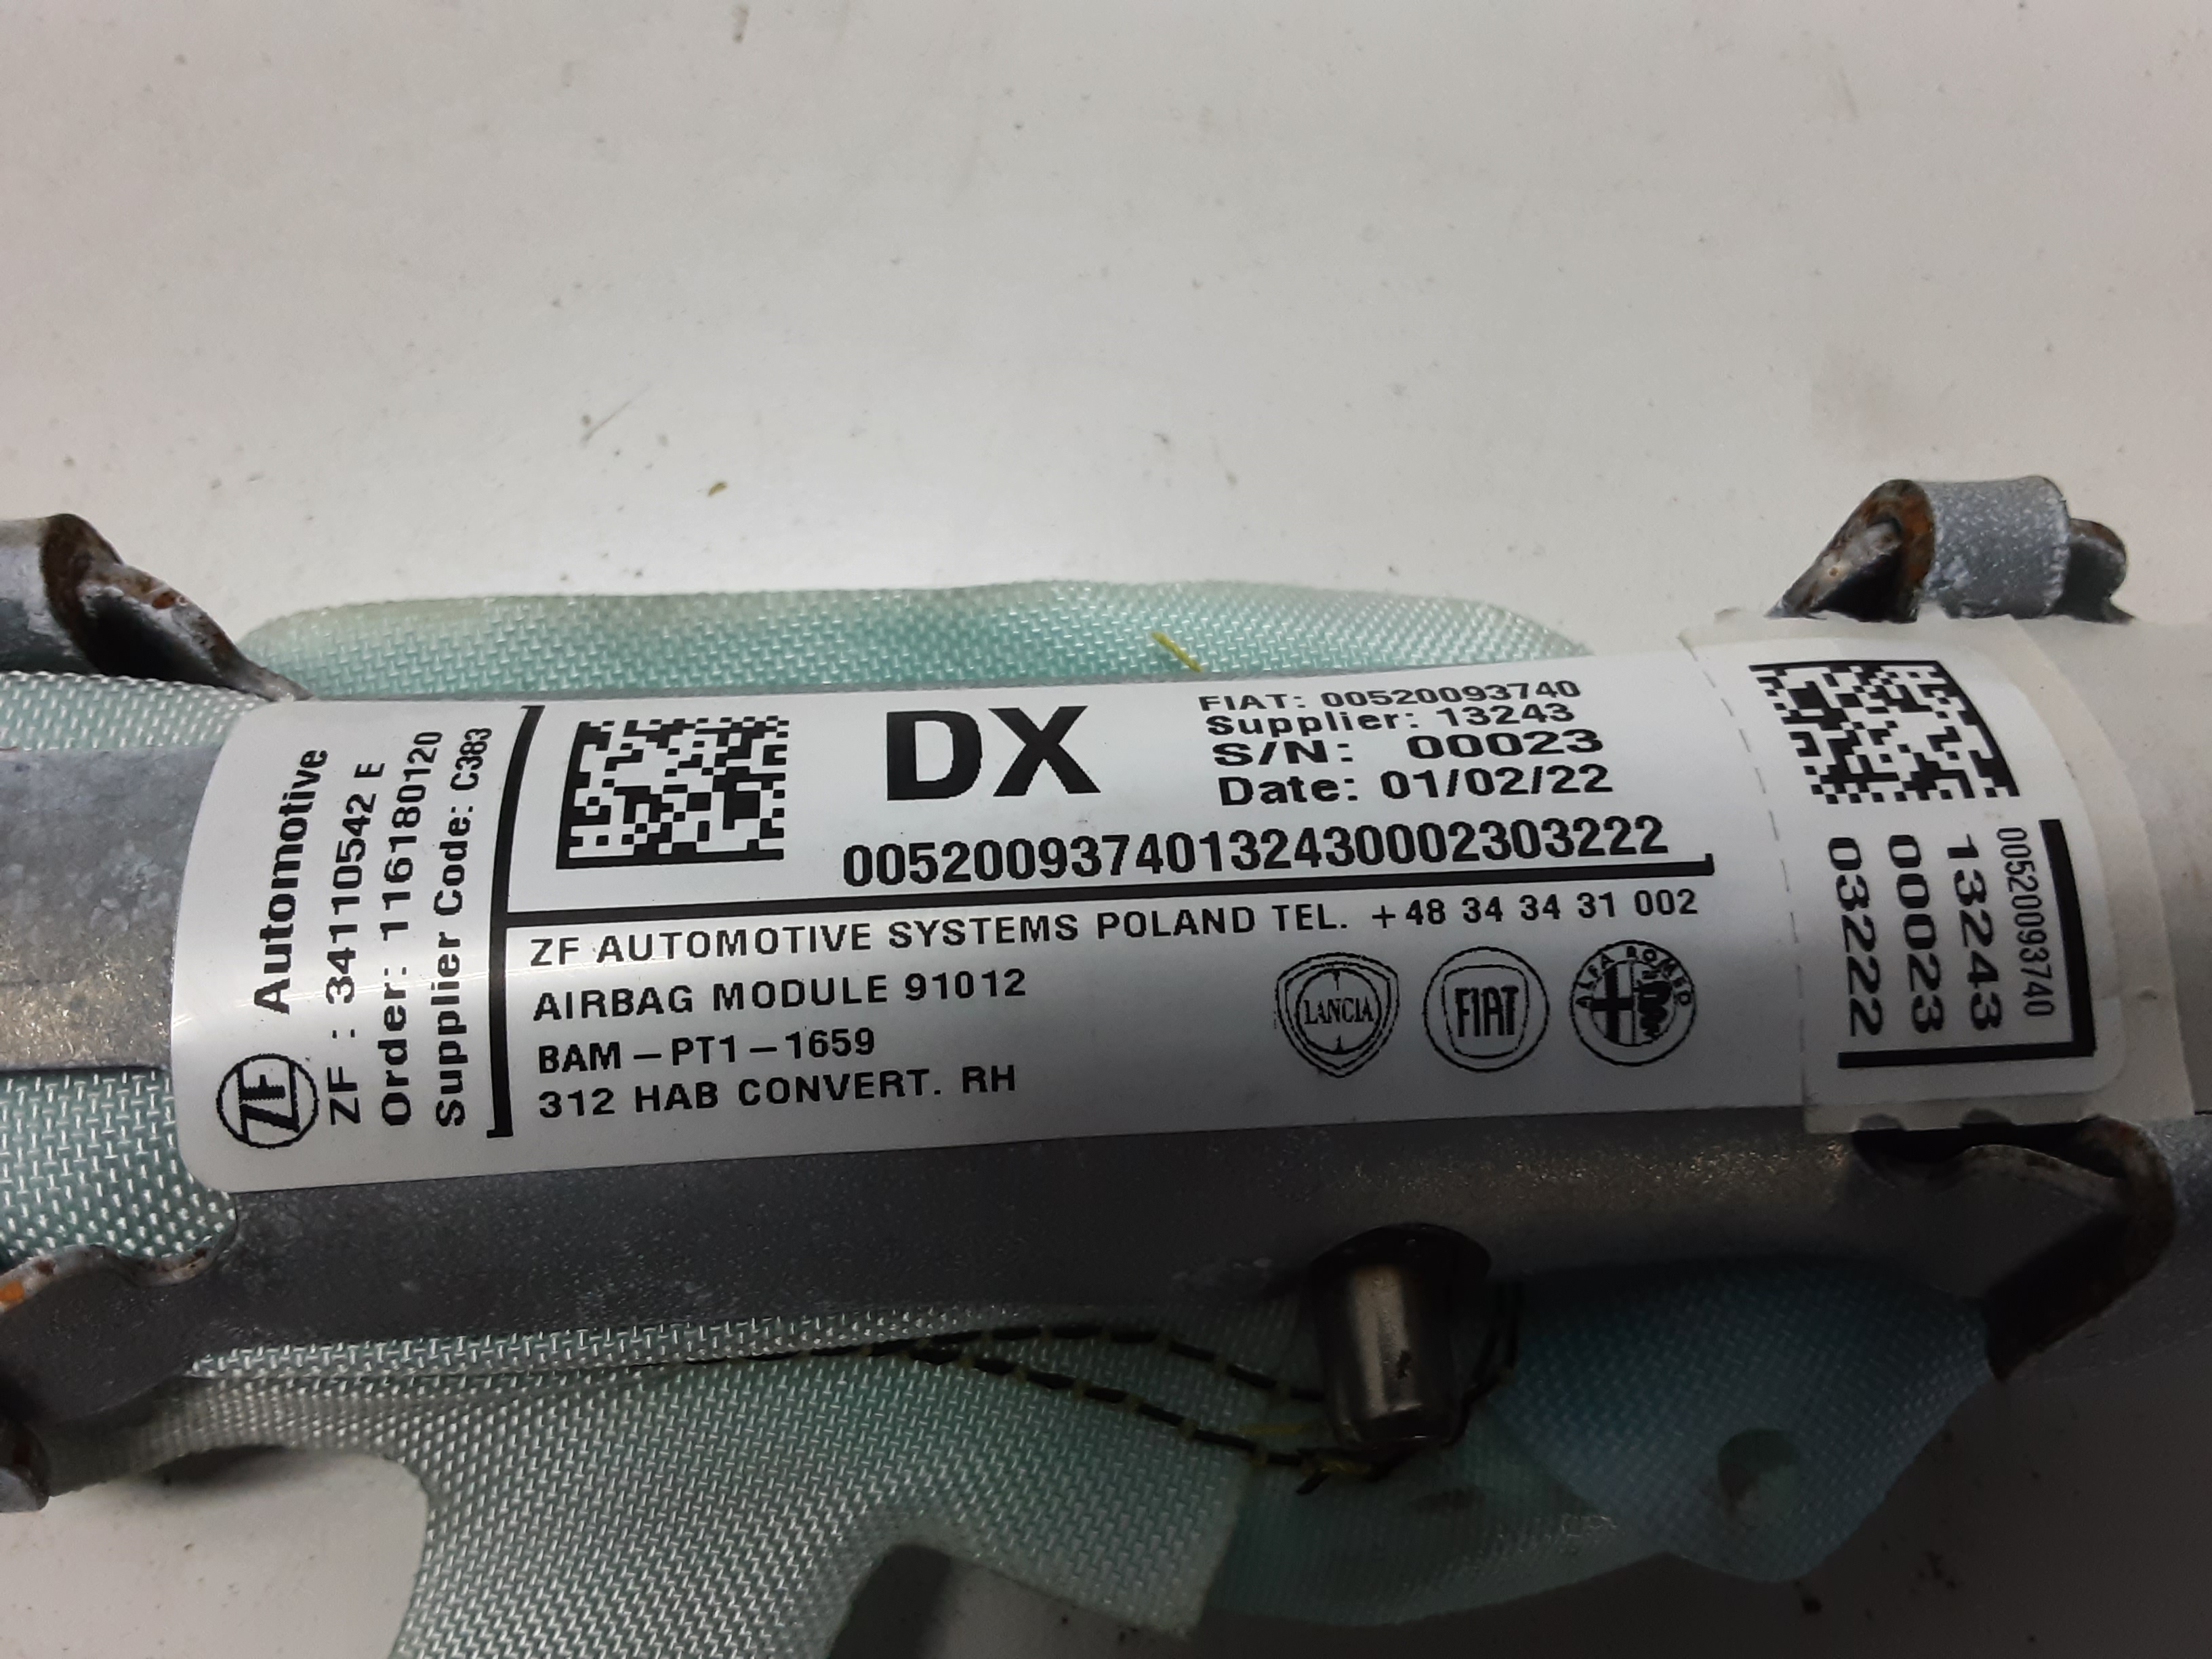 ZF Automotive
ZF : 34110542 E
Order: 116180120
Supplier Code: C383
DX
FIAT: 00520093740
Supplier: 13243
S/N: 00023
Date: 01/02/22
00520093740132430002303222
ZF AUTOMOTIVE SYSTEMS POLAND TEL. +48 34 34 31 002
AIRBAG MODULE 91012
BAM-PT1-1659
312 HAB CONVERT. RH
LANCIA
FIAT
ALFA ROMEO
00520093740
13243
00023
03222